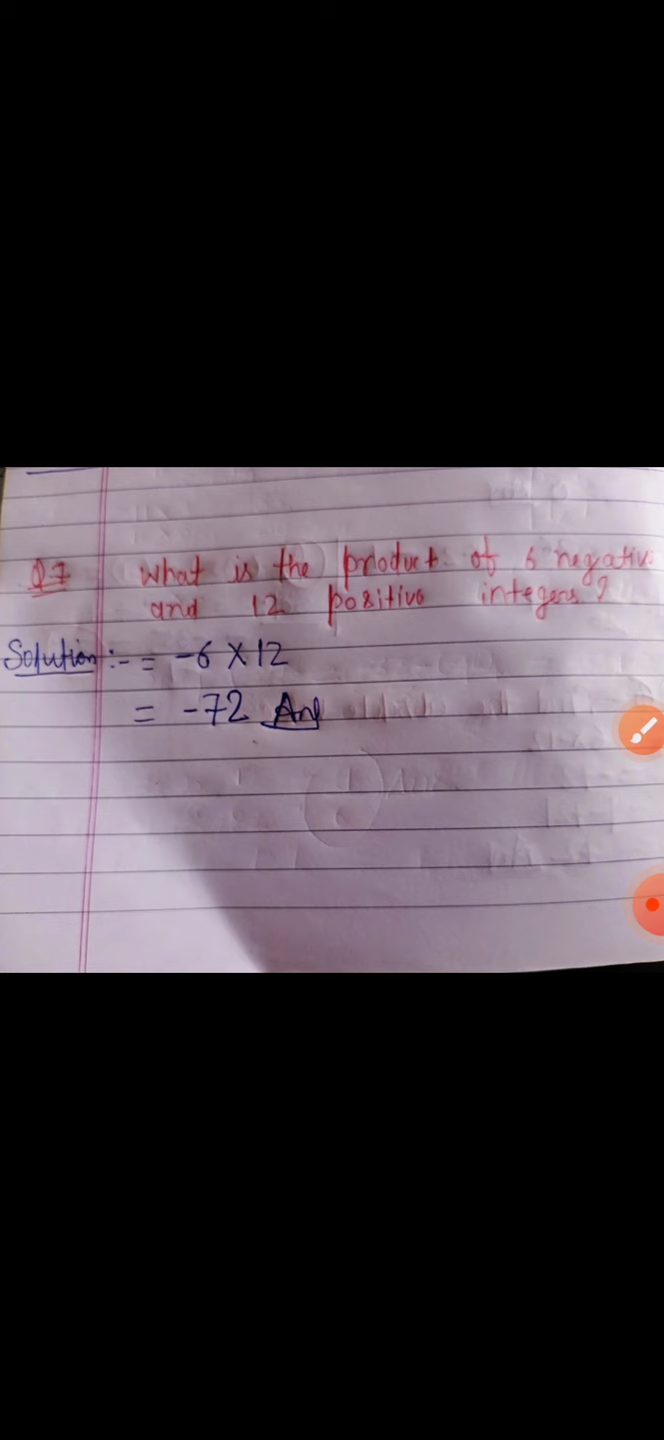 Q7 What is the product of 6 negative
and 12 positive integers?
Solution :- = -6 × 12
= -72 Ans